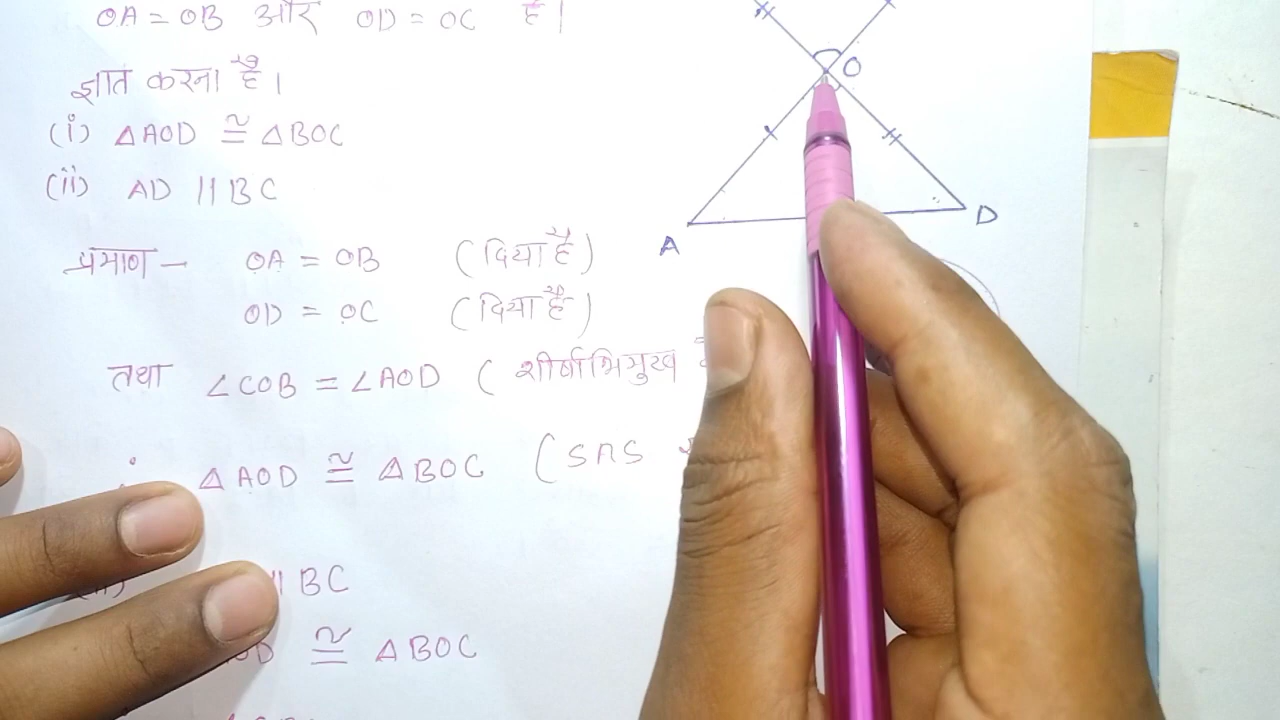 OA = OB और OD = OC है।
ज्ञात करना है।
(i) △AOD ≅ △BOC
(ii) AD || BC
प्रमाण - OA = OB (दिया है)
OD = OC (दिया है)
तथा ∠COB = ∠AOD ( शीर्षाभिमुख
∴ △AOD ≅ △BOC (SAS
|| BC
OD ≅ △BOC
O
A
D